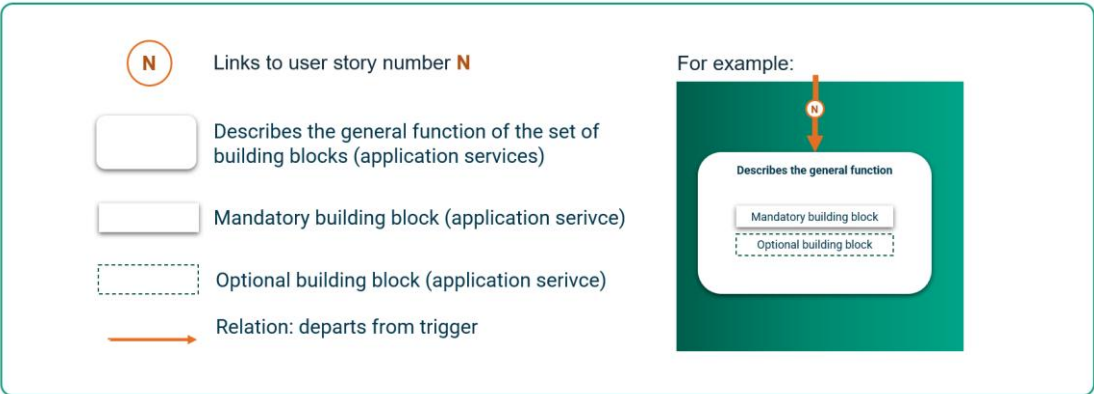 N
Links to user story number N
Describes the general function of the set of
building blocks (application services)
Mandatory building block (application serivce)
Optional building block (application serivce)
Relation: departs from trigger
For example:
N
Describes the general function
Mandatory building block
Optional building block